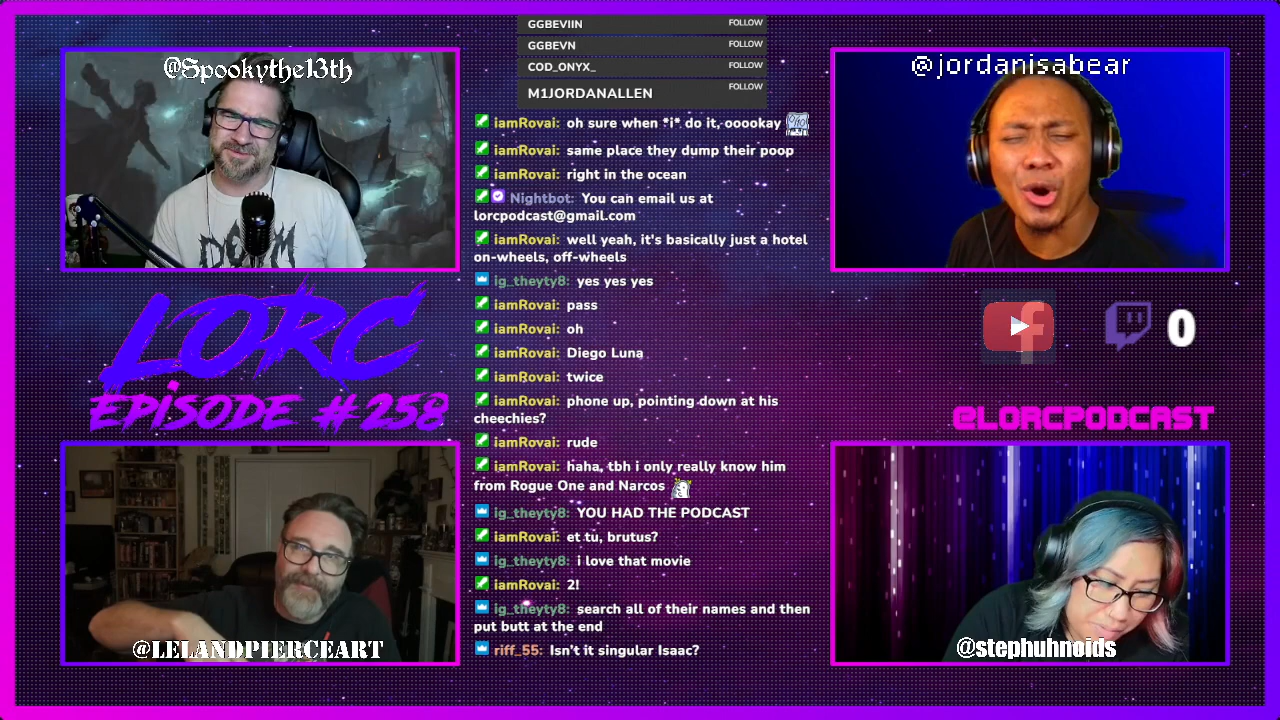 GGBEVIIN FOLLOW
GGBEVN FOLLOW
COD_ONYX_ FOLLOW
M1JORDANALLEN FOLLOW
@Spookythe13th
@jordanisabear
iamRovai: oh sure when *i* do it, ooookay
iamRovai: same place they dump their poop
iamRovai: right in the ocean
Nightbot: You can email us at
lorcpodcast@gmail.com
iamRovai: well yeah, it's basically just a hotel
on-wheels, off-wheels
ig_theyty8: yes yes yes
iamRovai: pass
iamRovai: oh
iamRovai: Diego Luna
iamRovai: twice
iamRovai: phone up, pointing down at his
cheechies?
iamRovai: rude
iamRovai: haha, tbh i only really know him
from Rogue One and Narcos
ig_theyty8: YOU HAD THE PODCAST
iamRovai: et tu, brutus?
ig_theyty8: i love that movie
iamRovai: 2!
ig_theyty8: search all of their names and then
put butt at the end
riff_55: Isn't it singular Isaac?
DOOM
LORC
EPISODE #258
0
@LORCPODCAST
@LELANDPIERCEART
@stephuhnoids